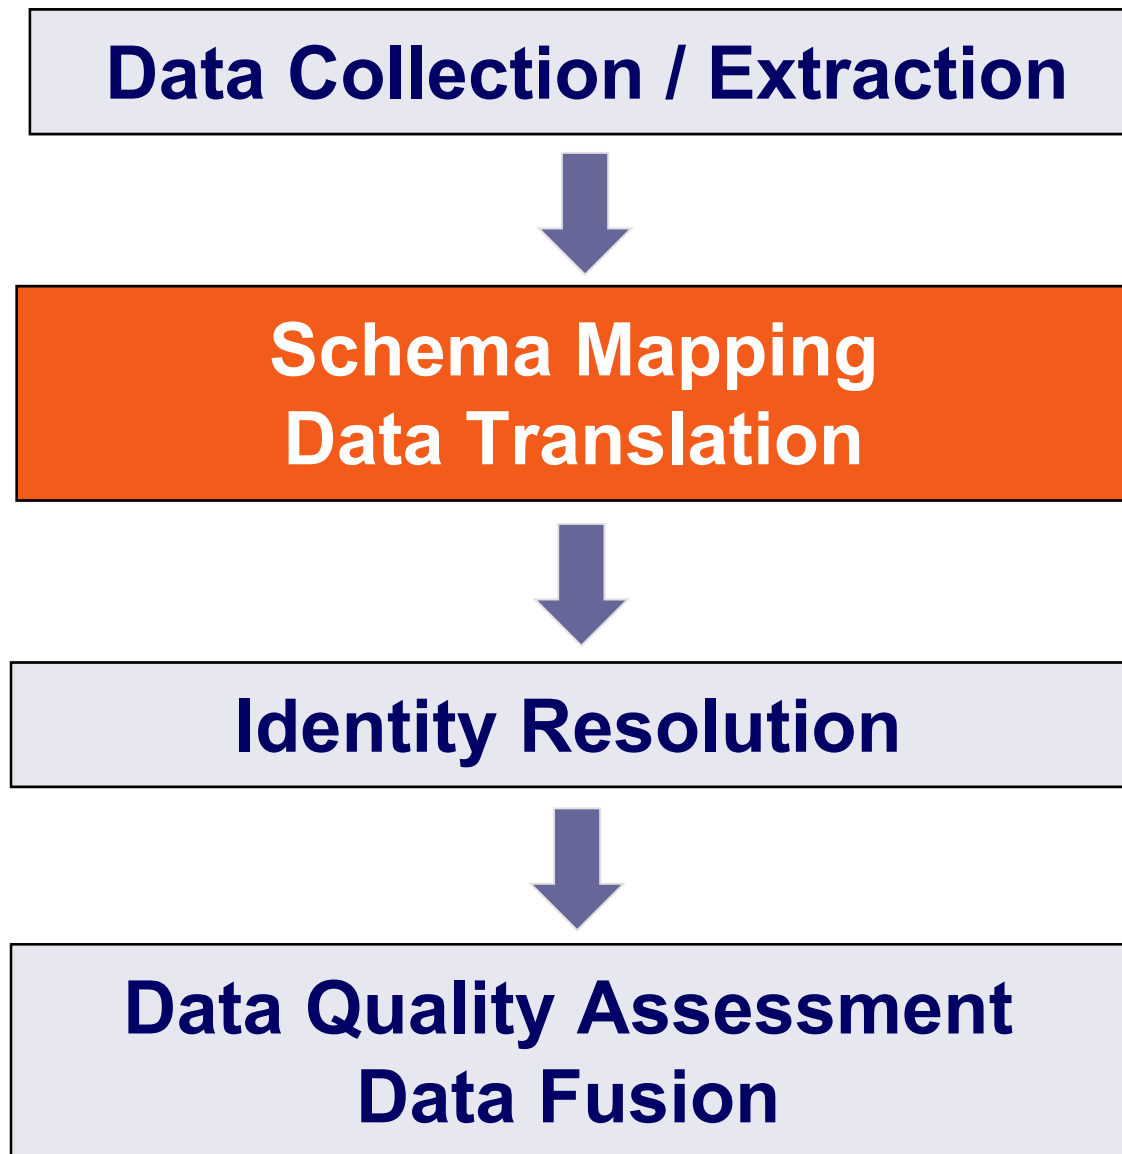 Data Collection / Extraction
Schema Mapping
Data Translation
Identity Resolution
Data Quality Assessment
Data Fusion